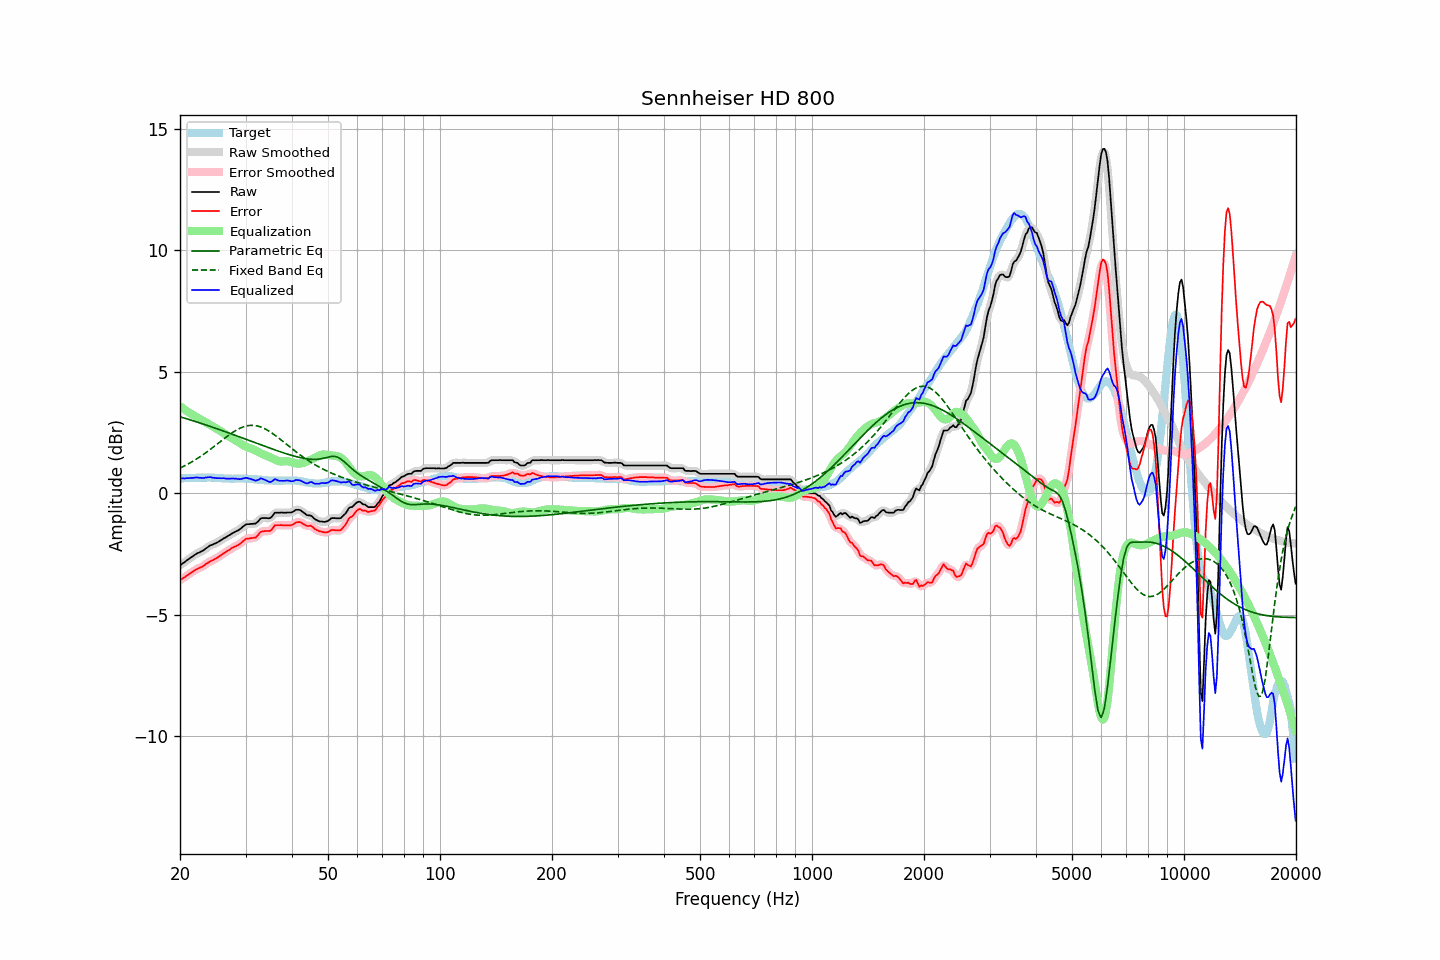 Sennheiser HD 800
Target
Raw Smoothed
Error Smoothed
Raw
Error
Equalization
Parametric Eq
Fixed Band Eq
Equalized
15
10
5
0
−5
−10
Amplitude (dBr)
20
50
100
200
500
1000
2000
5000
10000
20000
Frequency (Hz)